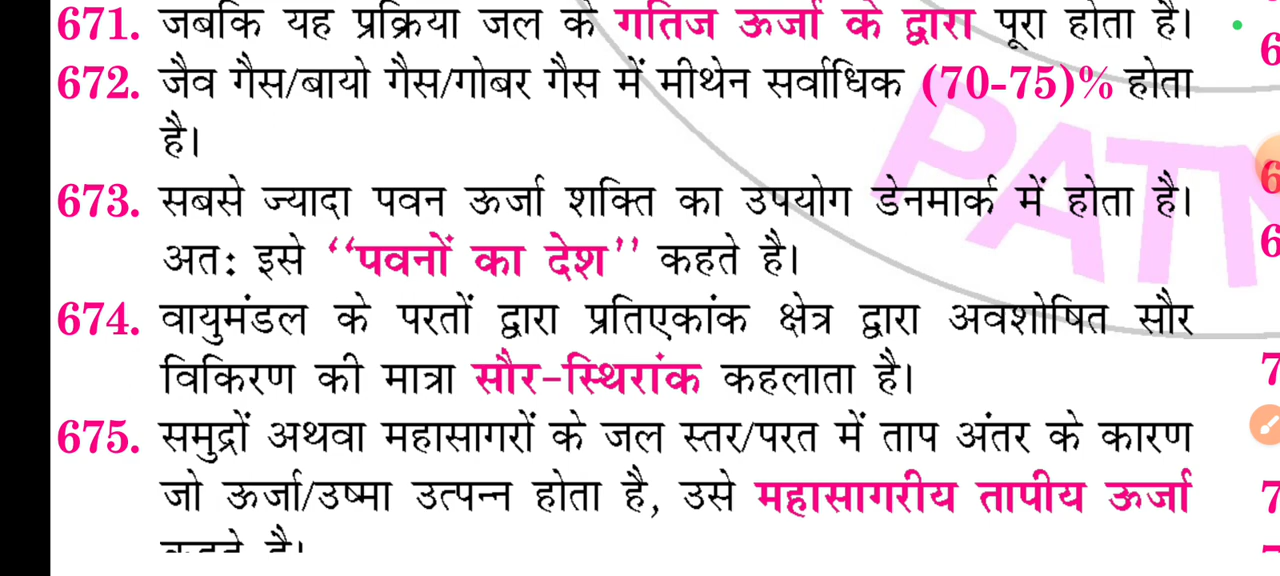 671. जबकि यह प्रक्रिया जल के गतिज ऊर्जा के द्वारा पूरा होता है।
672. जैव गैस/बायो गैस/गोबर गैस में मीथेन सर्वाधिक (70-75)% होता
है।
673. सबसे ज्यादा पवन ऊर्जा शक्ति का उपयोग डेनमार्क में होता है।
अतः इसे ‘‘पवनों का देश’’ कहते है।
674. वायुमंडल के परतों द्वारा प्रतिएकांक क्षेत्र द्वारा अवशोषित सौर
विकिरण की मात्रा सौर-स्थिरांक कहलाता है।
675. समुद्रों अथवा महासागरों के जल स्तर/परत में ताप अंतर के कारण
जो ऊर्जा/उष्मा उत्पन्न होता है, उसे महासागरीय तापीय ऊर्जा